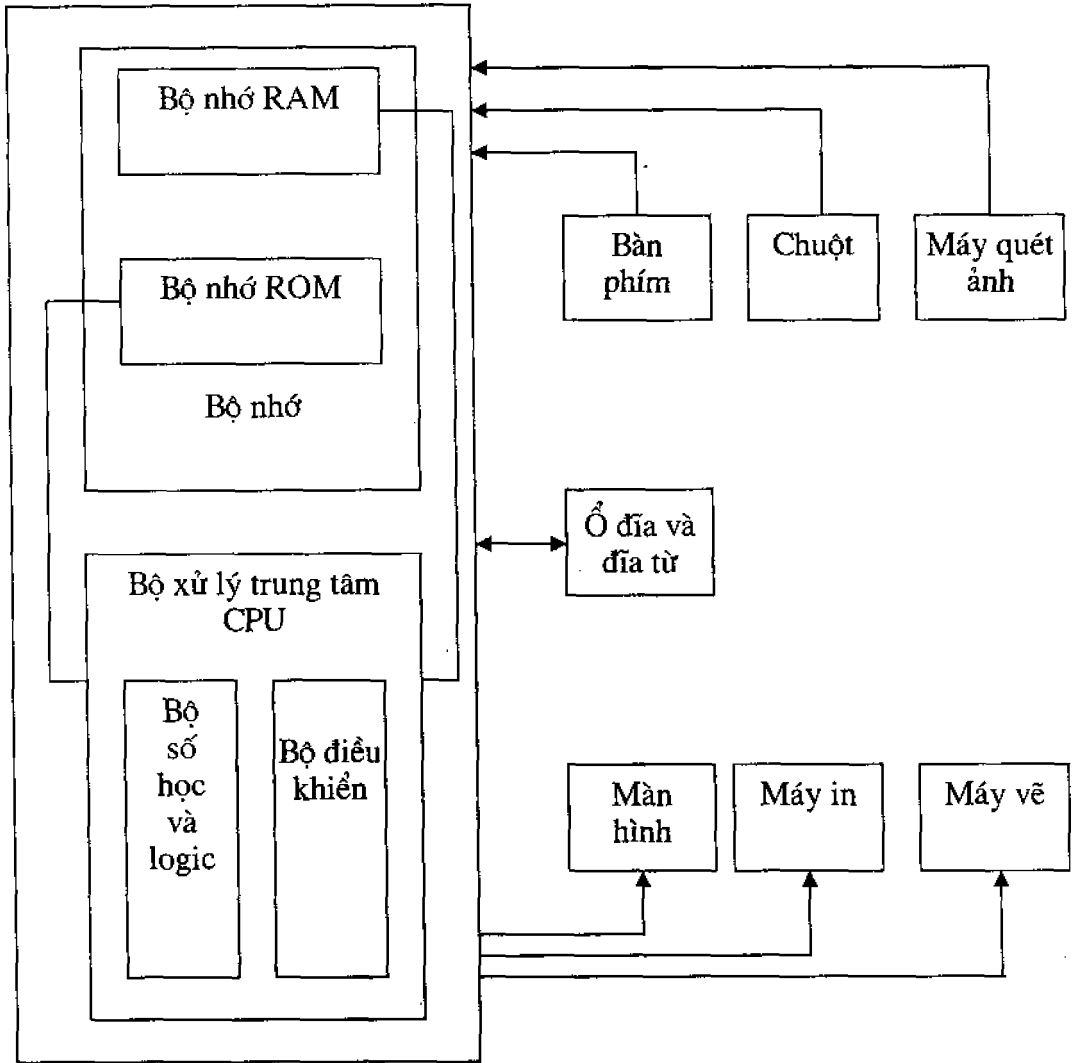 Bộ nhớ RAM
Bộ nhớ ROM
Bộ nhớ
Bộ xử lý trung tâm
CPU
Bộ
số
học
và
logic
Bộ điều
khiển
Bàn
phím
Chuột
Máy quét
ảnh
Ổ đĩa và
đĩa từ
Màn
hình
Máy in
Máy vẽ